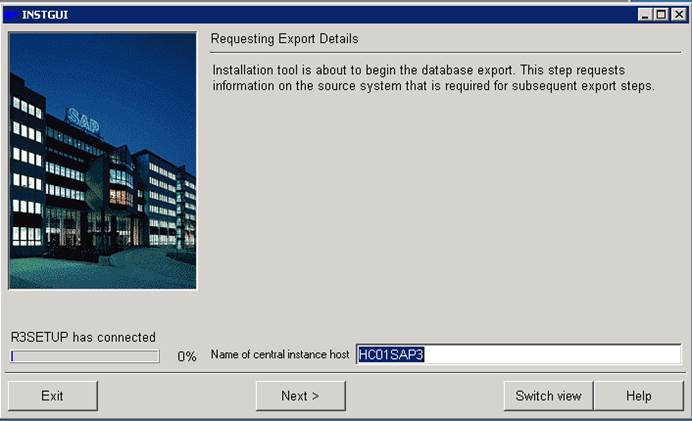 INSTGUI
Requesting Export Details
Installation tool is about to begin the database export. This step requests
information on the source system that is required for subsequent export steps.
SAP
R3SETUP has connected
0%
Name of central instance host
HC01SAP3
Exit
Next >
Switch view
Help